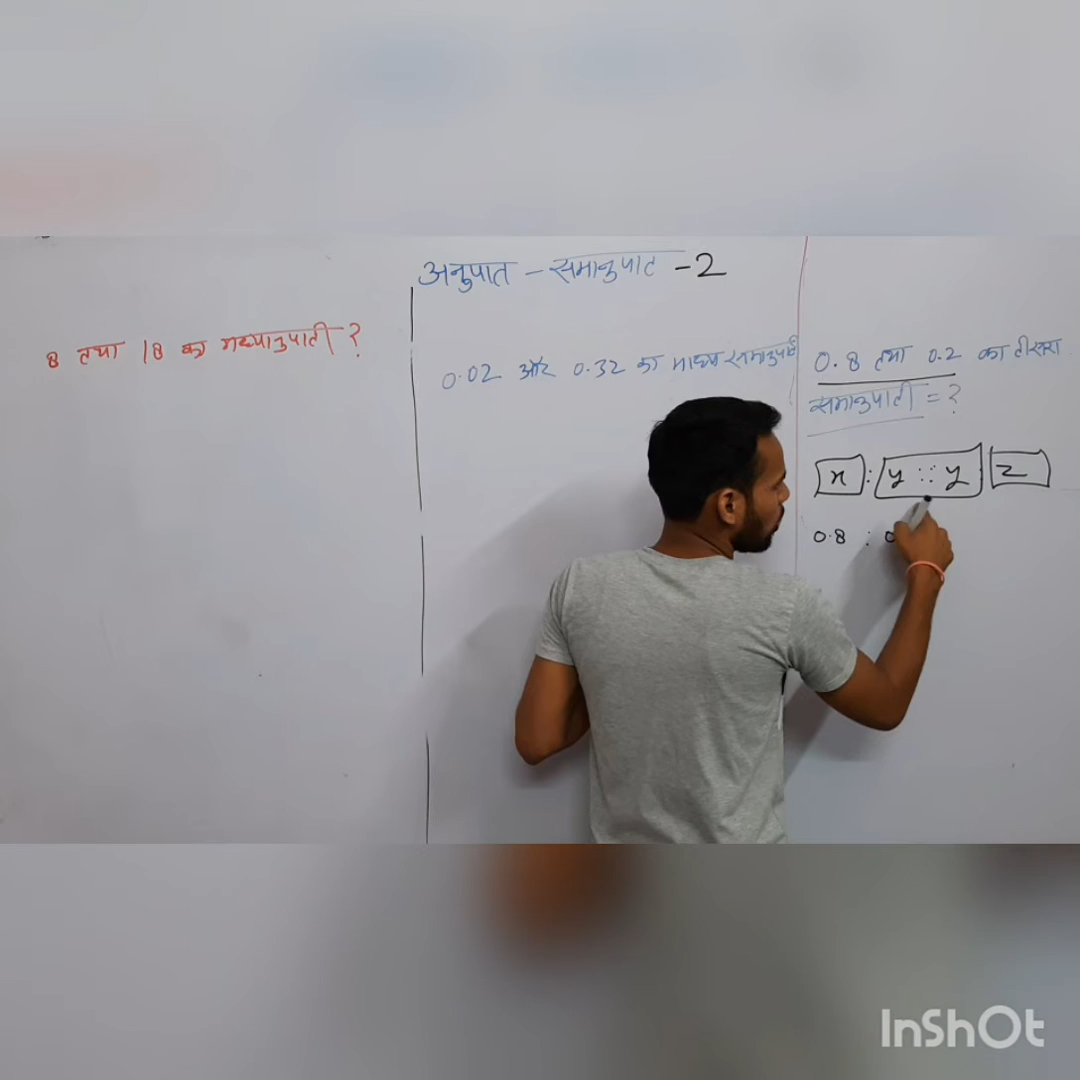 अनुपात - समानुपात - 2
8 तथा 18 का मध्यानुपाती ?
0.02 और 0.32 का माध्य समानुपाती
0.8 तथा 0.2 का तीसरा
समानुपाती = ?
x : y :: y : z
0.8 : 0
InShOt